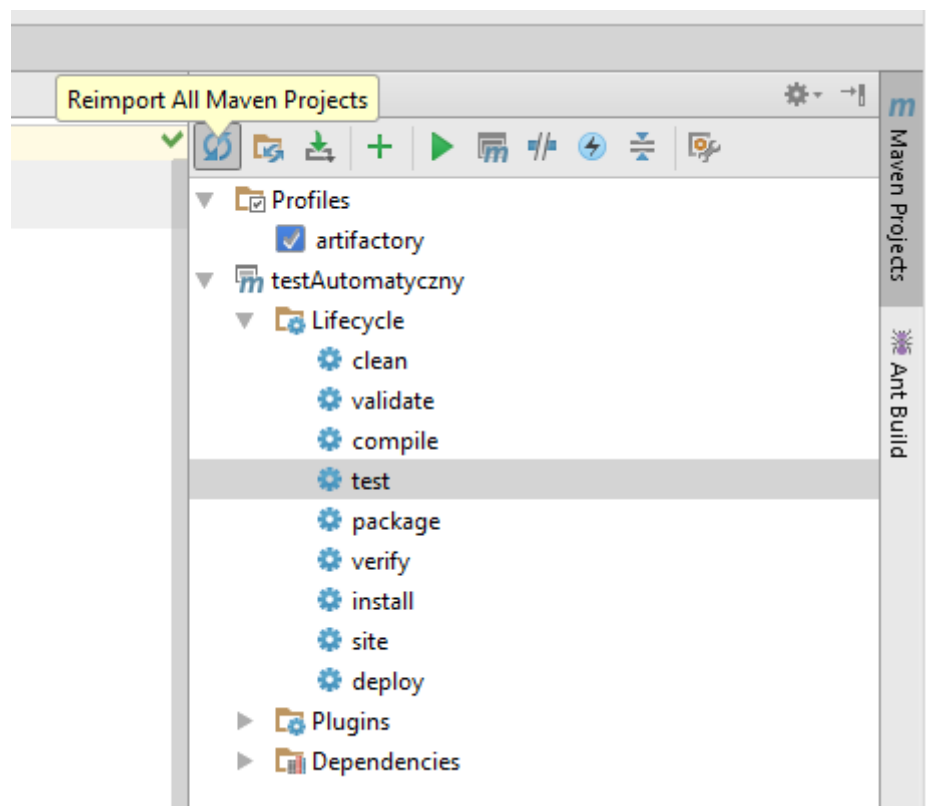 Reimport All Maven Projects
Profiles
artifactory
testAutomatyczny
Lifecycle
clean
validate
compile
test
package
verify
install
site
deploy
Plugins
Dependencies
Maven Projects
Ant Build